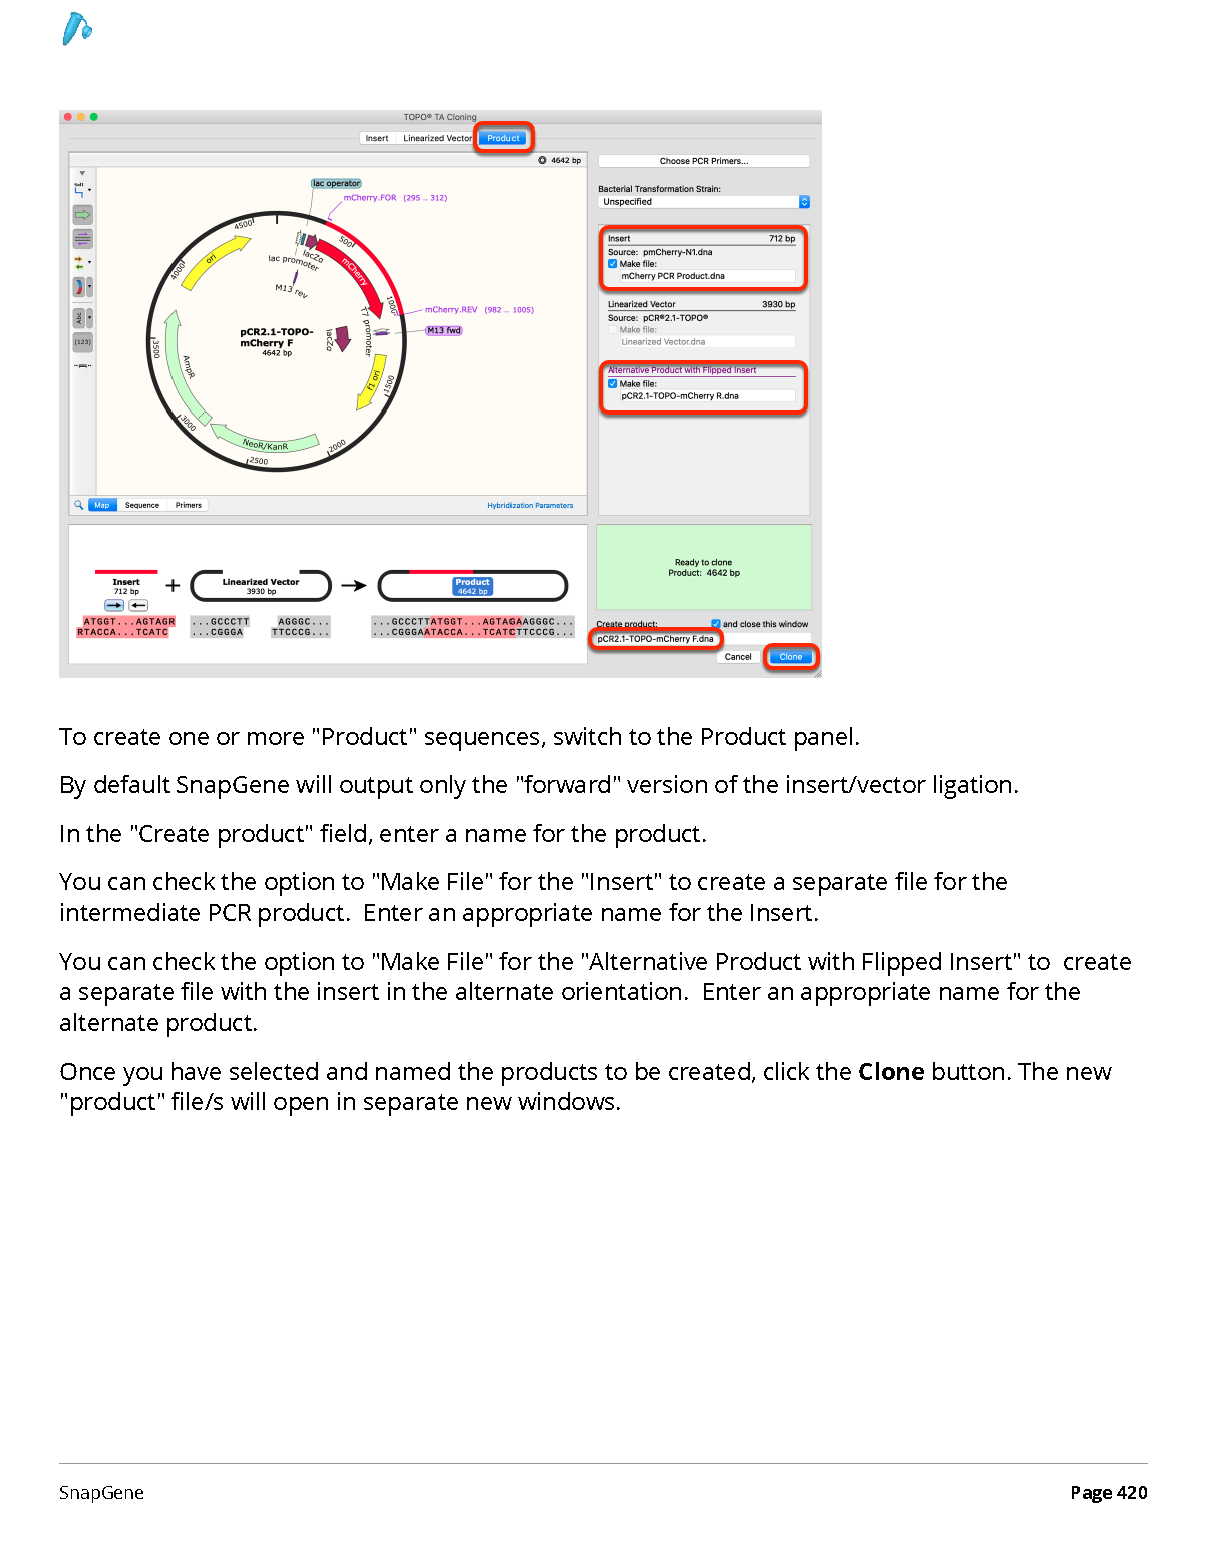 TOPO® TA Cloning
Insert Linearized Vector Product
4642 bp
Choose PCR Primers...
Bacterial Transformation Strain:
Unspecified
SalI
Abc
(123)
lac operator
mCherry.FOR (295 .. 312)
4500
500
ori
lacZα
lac promoter
mCherry
4000
M13 rev
1000
mCherry.REV (982 .. 1005)
T7 promoter
M13 fwd
pCR2.1-TOPO-
mCherry F
4642 bp
lacZα
3500
AmpR
f1 ori
1500
3000
NeoR/KanR
2000
2500
Insert 712 bp
Source: pmCherry-N1.dna
Make file:
mCherry PCR Product.dna
Linearized Vector 3930 bp
Source: pCR®2.1-TOPO®
Make file:
Linearized Vector.dna
Alternative Product with Flipped Insert
Make file:
pCR2.1-TOPO-mCherry R.dna
Map Sequence Primers
Hybridization Parameters
Insert
712 bp
+
Linearized Vector
3930 bp
Product
4642 bp
ATGGT...AGTAGR ...GCCCTT AGGGC... ...GCCCTTATGGT...AGTAGAAGGGC...
RTACCA...TCATC ...CGGGA TTCCCG... ...CGGGAATACCA...TCATCTTCCCG...
Ready to clone
Product: 4642 bp
Create product: and close this window
pCR2.1-TOPO-mCherry F.dna
Cancel Clone
To create one or more "Product" sequences, switch to the Product panel.
By default SnapGene will output only the "forward" version of the insert/vector ligation.
In the "Create product" field, enter a name for the product.
You can check the option to "Make File" for the "Insert" to create a separate file for the
intermediate PCR product.  Enter an appropriate name for the Insert.
You can check the option to "Make File" for the "Alternative Product with Flipped Insert" to  create
a separate file with the insert in the alternate orientation.  Enter an appropriate name for the
alternate product.
Once you have selected and named the products to be created, click the Clone button. The new
"product" file/s will open in separate new windows.
SnapGene Page 420